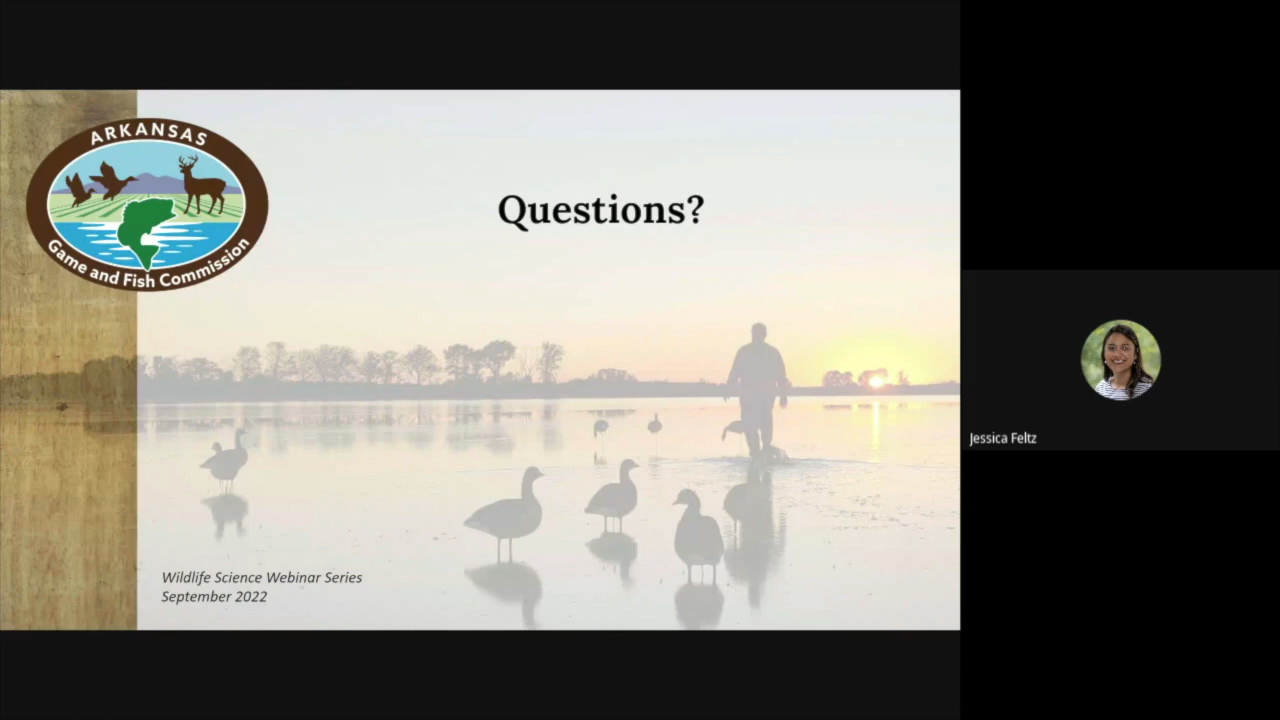 ARKANSAS
Game and Fish Commission
Questions?
Jessica Feltz
Wildlife Science Webinar Series
September 2022